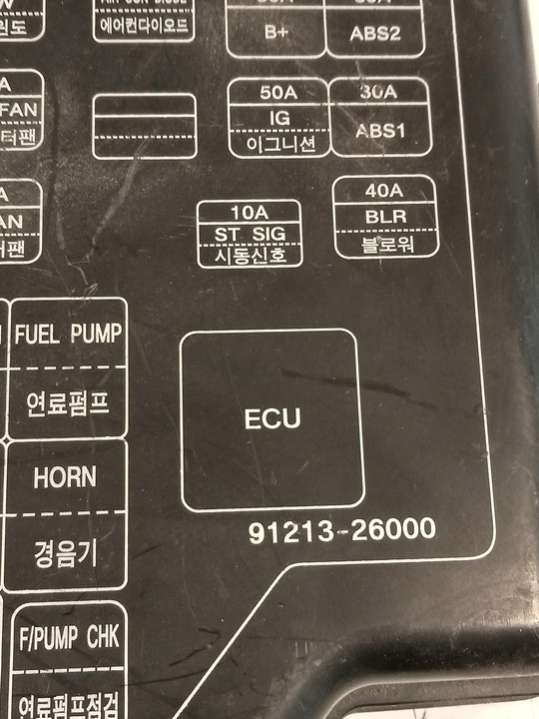 에어컨다이오드
B+
ABS2
50A
IG
이그니션
30A
ABS1
FAN
터팬
10A
ST SIG
시동신호
40A
BLR
블로워
FUEL PUMP
연료펌프
ECU
HORN
경음기
91213-26000
F/PUMP CHK
연료펌프점검